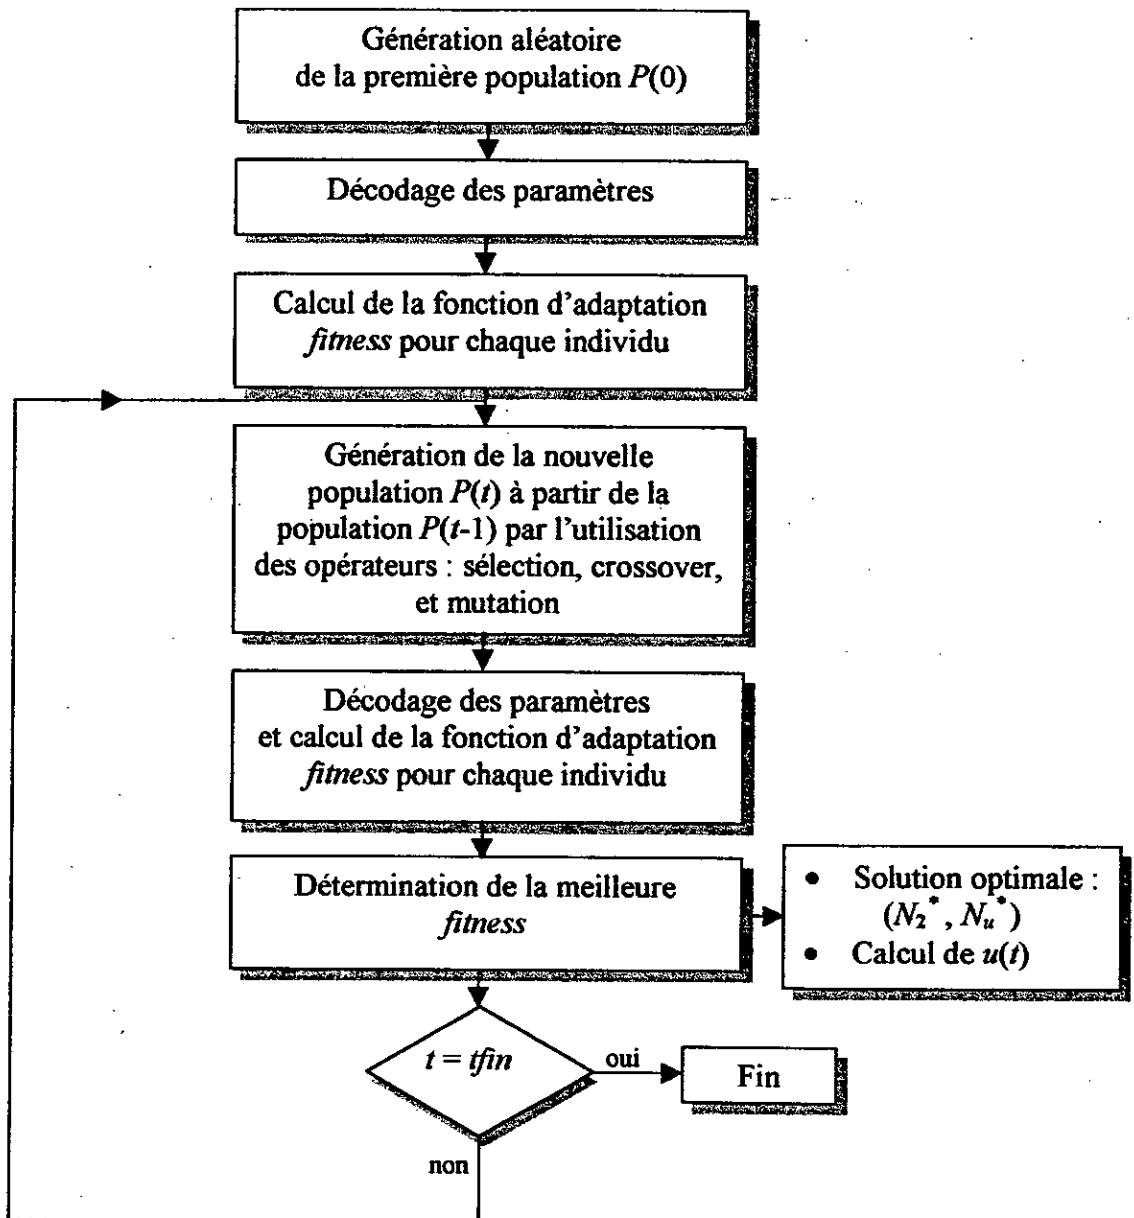 Génération aléatoire
de la première population P(0)
Décodage des paramètres
Calcul de la fonction d'adaptation
fitness pour chaque individu
Génération de la nouvelle
population P(t) à partir de la
population P(t-1) par l'utilisation
des opérateurs : sélection, crossover,
et mutation
Décodage des paramètres
et calcul de la fonction d'adaptation
fitness pour chaque individu
Détermination de la meilleure
fitness
• Solution optimale :
(N₂*, Nᵤ*)
• Calcul de u(t)
t = tfin
oui
Fin
non